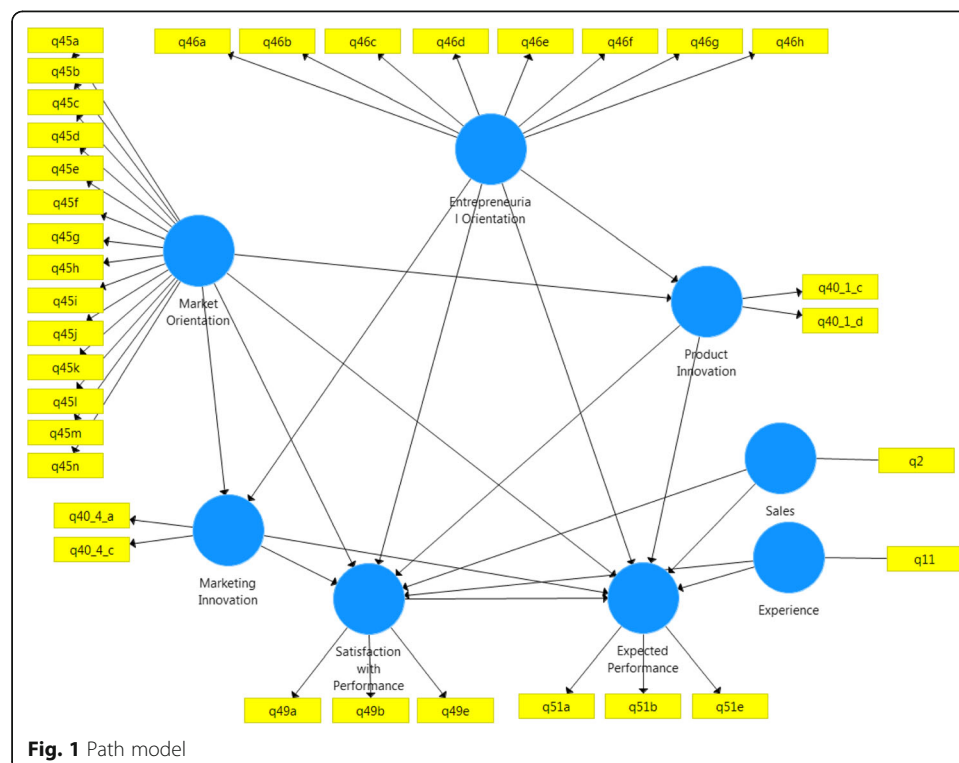 q45a
q45b
q45c
q45d
q45e
q45f
q45g
q45h
q45i
q45j
q45k
q45l
q45m
q45n
q46a
q46b
q46c
q46d
q46e
q46f
q46g
q46h
Entrepreneuria
l Orientation
Market
Orientation
q40_1_c
q40_1_d
Product
Innovation
q2
Sales
q11
Experience
q40_4_a
q40_4_c
Marketing
Innovation
Satisfaction
with
Performance
Expected
Performance
q49a
q49b
q49e
q51a
q51b
q51e
Fig. 1 Path model